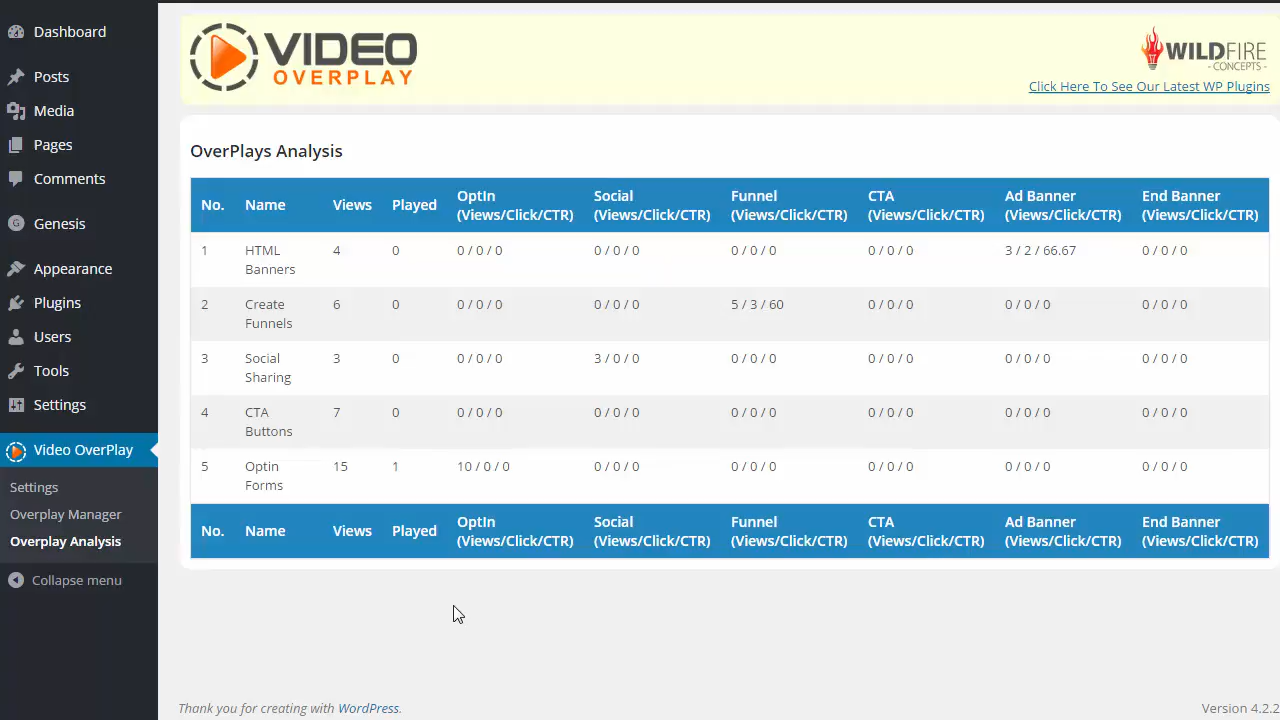 Dashboard
Posts
Media
Pages
Comments
Genesis
Appearance
Plugins
Users
Tools
Settings
Video OverPlay
Settings
Overplay Manager
Overplay Analysis
Collapse menu
VIDEO
OVERPLAY
WILDFIRE
- CONCEPTS -
Click Here To See Our Latest WP Plugins
OverPlays Analysis
No. Name Views Played OptIn (Views/Click/CTR) Social (Views/Click/CTR) Funnel (Views/Click/CTR) CTA (Views/Click/CTR) Ad Banner (Views/Click/CTR) End Banner (Views/Click/CTR)
1 HTML Banners 4 0 0 / 0 / 0 0 / 0 / 0 0 / 0 / 0 0 / 0 / 0 3 / 2 / 66.67 0 / 0 / 0
2 Create Funnels 6 0 0 / 0 / 0 0 / 0 / 0 5 / 3 / 60 0 / 0 / 0 0 / 0 / 0 0 / 0 / 0
3 Social Sharing 3 0 0 / 0 / 0 3 / 0 / 0 0 / 0 / 0 0 / 0 / 0 0 / 0 / 0 0 / 0 / 0
4 CTA Buttons 7 0 0 / 0 / 0 0 / 0 / 0 0 / 0 / 0 0 / 0 / 0 0 / 0 / 0 0 / 0 / 0
5 Optin Forms 15 1 10 / 0 / 0 0 / 0 / 0 0 / 0 / 0 0 / 0 / 0 0 / 0 / 0 0 / 0 / 0
No. Name Views Played OptIn (Views/Click/CTR) Social (Views/Click/CTR) Funnel (Views/Click/CTR) CTA (Views/Click/CTR) Ad Banner (Views/Click/CTR) End Banner (Views/Click/CTR)
Thank you for creating with WordPress.
Version 4.2.2